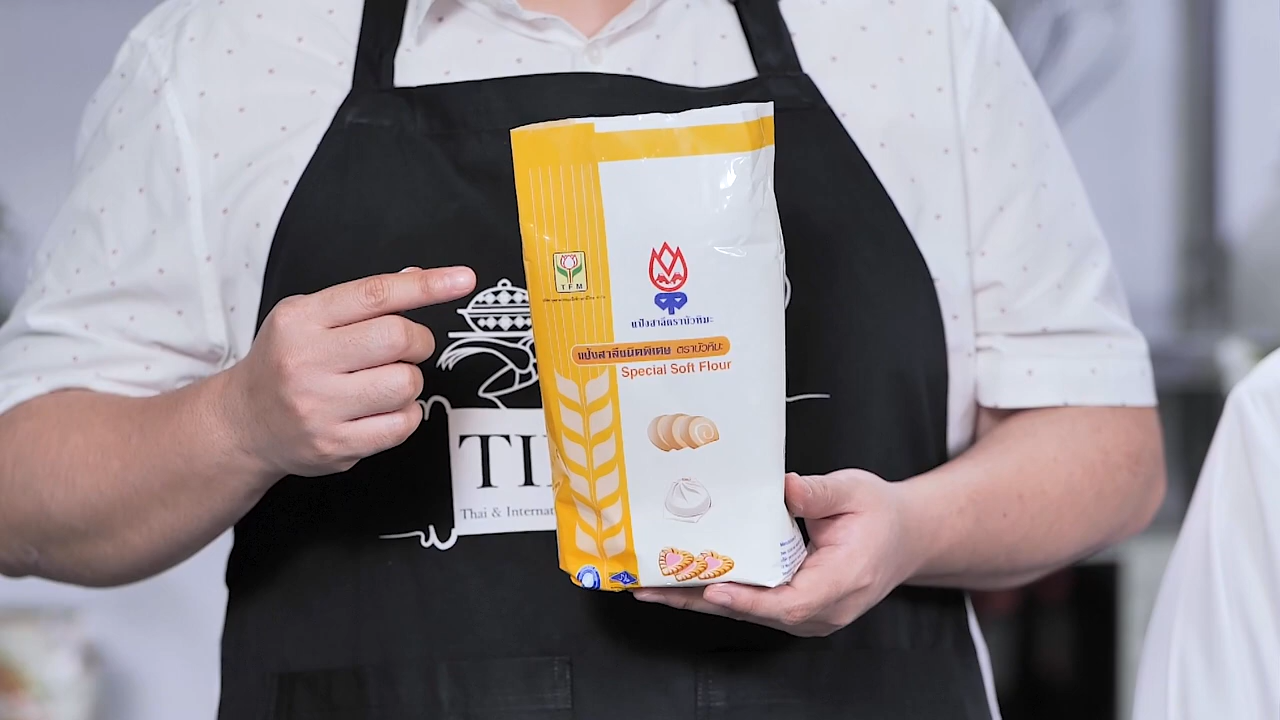 TFM
แป้งสาลีตราบัวหิมะ
แป้งสาลีชนิดพิเศษ ตราบัวหิมะ
Special Soft Flour
TI
Thai & Internat